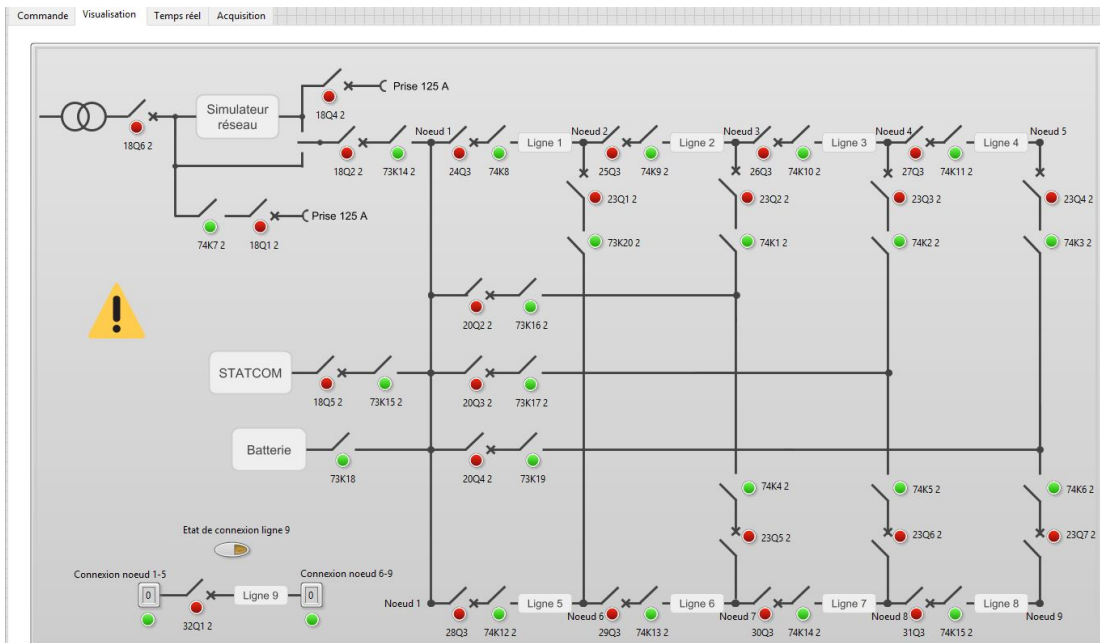 Commande Visualisation Temps réel Acquisition
Prise 125 A
18Q4 2
Simulateur
réseau
18Q6 2
Noeud 1 Noeud 2 Noeud 3 Noeud 4 Noeud 5
Ligne 1 Ligne 2 Ligne 3 Ligne 4
18Q2 2 73K14 2 24Q3 74K8 25Q3 74K9 2 26Q3 74K10 2 27Q3 74K11 2
23Q1 2 23Q2 2 23Q3 2 23Q4 2
Prise 125 A
74K7 2 18Q1 2
73K20 2 74K1 2 74K2 2 74K3 2
20Q2 2 73K16 2
STATCOM
18Q5 2 73K15 2 20Q3 2 73K17 2
Batterie
73K18 20Q4 2 73K19
74K4 2 74K5 2 74K6 2
Etat de connexion ligne 9
23Q5 2 23Q6 2 23Q7 2
Connexion noeud 1-5 Connexion noeud 6-9
0 Ligne 9 0
32Q1 2
Noeud 1 Ligne 5 Noeud 6 Ligne 6 Noeud 7 Ligne 7 Noeud 8 Ligne 8 Noeud 9
28Q3 74K12 2 29Q3 74K13 2 30Q3 74K14 2 31Q3 74K15 2